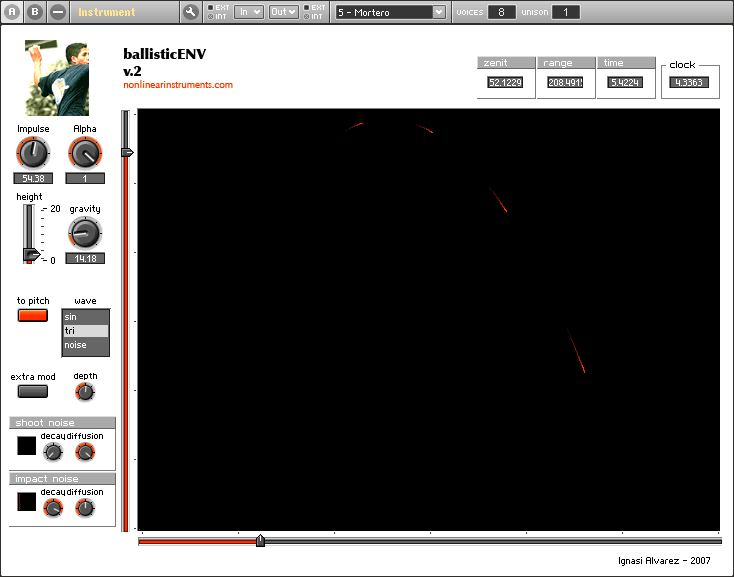 A B Instrument EXT INT In Out EXT INT 5 - Mortero VOICES 8 UNISON 1
ballisticENV
v.2
nonlinearinstruments.com
zenit range time clock
52.1229 208.491 5.4224 4.3363
Impulse Alpha
54.38 1
height
20 gravity
0 14.18
to pitch wave
sin
tri
noise
extra mod depth
shoot noise
decay diffusion
impact noise
decay diffusion
Ignasi Alvarez - 2007